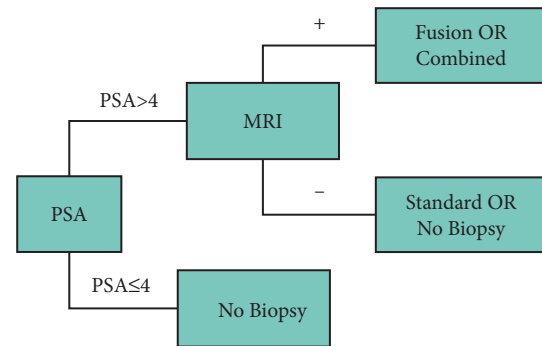 +
Fusion OR
Combined
PSA>4
MRI
–
Standard OR
No Biopsy
PSA
PSA≤4
No Biopsy